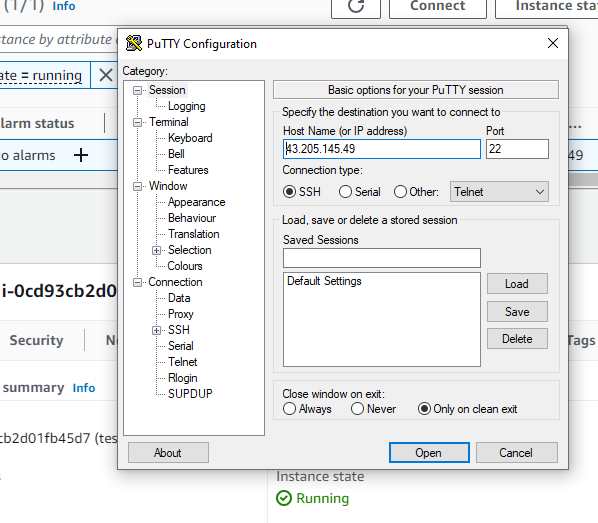 (1/1) Info
Connect
Instance sta
stance by attribute
ate = running
larm status
o alarms
...
49
i-0cd93cb2d0
Security
Tags
summary Info
cb2d01fb45d7 (tes
Instance state
Running
PuTTY Configuration
Category:
Session
Logging
Terminal
Keyboard
Bell
Features
Window
Appearance
Behaviour
Translation
Selection
Colours
Connection
Data
Proxy
SSH
Serial
Telnet
Rlogin
SUPDUP
Basic options for your PuTTY session
Specify the destination you want to connect to
Host Name (or IP address) Port
43.205.145.49 22
Connection type:
SSH Serial Other: Telnet
Load, save or delete a stored session
Saved Sessions
Default Settings
Load
Save
Delete
Close window on exit:
Always Never Only on clean exit
About Open Cancel